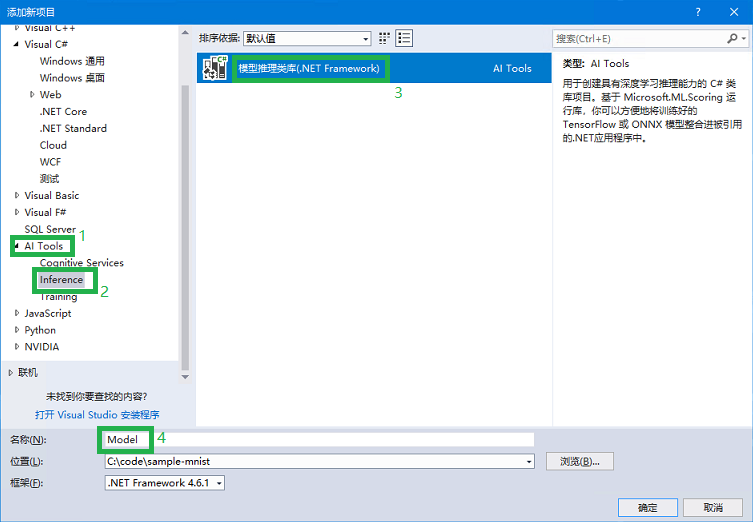 添加新项目
? ×
Visual C++
Visual C#
Windows 通用
Windows 桌面
Web
.NET Core
.NET Standard
Cloud
WCF
测试
Visual Basic
Visual F#
SQL Server
1
AI Tools
Cognitive Services
Inference
2
Training
JavaScript
Python
NVIDIA
联机
未找到你要查找的内容?
打开 Visual Studio 安装程序
排序依据: 默认值
C#
模型推理类库(.NET Framework) AI Tools
3
搜索(Ctrl+E)
类型: AI Tools
用于创建具有深度学习推理能力的 C# 类
库项目。基于 Microsoft.ML.Scoring 运
行库，你可以方便地将训练好的
TensorFlow 或 ONNX 模型整合进被引用
的.NET应用程序中。
名称(N): Model 4
位置(L): C:\code\sample-mnist 浏览(B)...
框架(F): .NET Framework 4.6.1
确定 取消